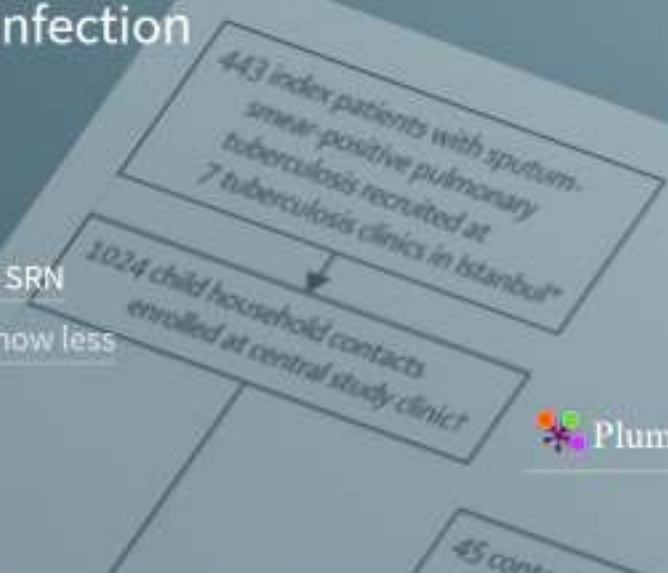 nfection
443 index patients with sputum-
smear-positive pulmonary
tuberculosis recruited at
7 tuberculosis clinics in Istanbul*
1024 child household contacts
enrolled at central study clinic†
SRN
how less
Plum
45